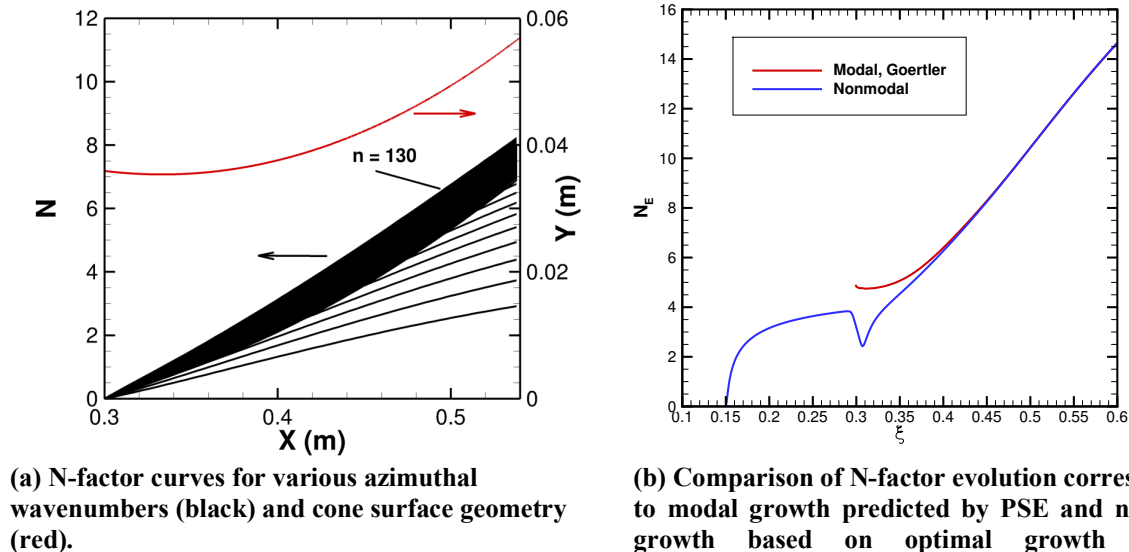 12
10
8
6
4
2
0
N
0.3
0.4
0.5
X (m)
0.06
0.04
0.02
0
Y (m)
n = 130
(a) N-factor curves for various azimuthal
wavenumbers (black) and cone surface geometry
(red).
16
14
12
10
8
6
4
2
0
N_E
0.1
0.15
0.2
0.25
0.3
0.35
0.4
0.45
0.5
0.55
0.6
ξ
Modal, Goertler
Nonmodal
(b) Comparison of N-factor evolution corres
to modal growth predicted by PSE and n
growth based on optimal growth